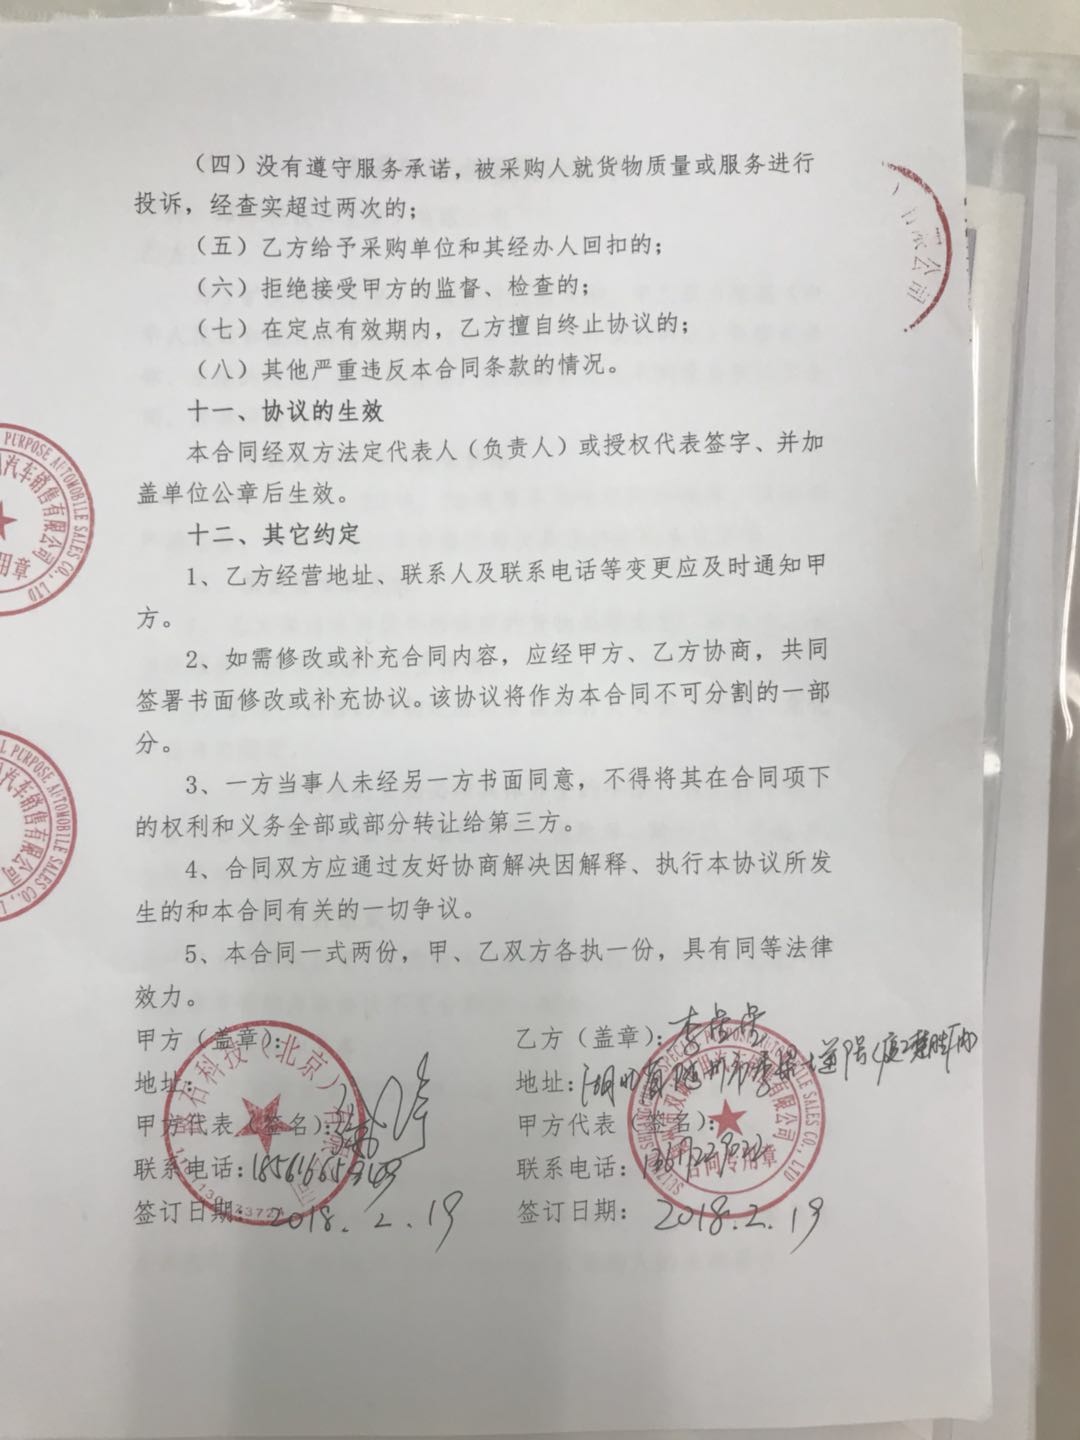 （四）没有遵守服务承诺，被采购人就货物质量或服务进行
投诉，经查实超过两次的；
（五）乙方给予采购单位和其经办人回扣的；
（六）拒绝接受甲方的监督、检查的；
（七）在定点有效期内，乙方擅自终止协议的；
（八）其他严重违反本合同条款的情况。
十一、协议的生效
本合同经双方法定代表人（负责人）或授权代表签字、并加
盖单位公章后生效。
十二、其它约定
1、乙方经营地址、联系人及联系电话等变更应及时通知甲
方。
2、如需修改或补充合同内容，应经甲方、乙方协商，共同
签署书面修改或补充协议。该协议将作为本合同不可分割的一部
分。
3、一方当事人未经另一方书面同意，不得将其在合同项下
的权利和义务全部或部分转让给第三方。
4、合同双方应通过友好协商解决因解释、执行本协议所发
生的和本合同有关的一切争议。
5、本合同一式两份，甲、乙双方各执一份，具有同等法律
效力。
甲方（盖章）：
地址：
甲方代表（签名）：
联系电话：
签订日期：2018.2.19
乙方（盖章）：
地址：湖北省随州市
甲方代表（签名）：
联系电话：
签订日期：2018.2.19
石科技（北京）有限公司
合同专用章
AUTOMOBILE SALES CO., LTD
PURPOSE AUTOMOBILE SALES CO., LTD
汽车销售有限公司
用章
PURPOSE AUTOMOBILE SALES CO., L
汽车销售有限公司
公司